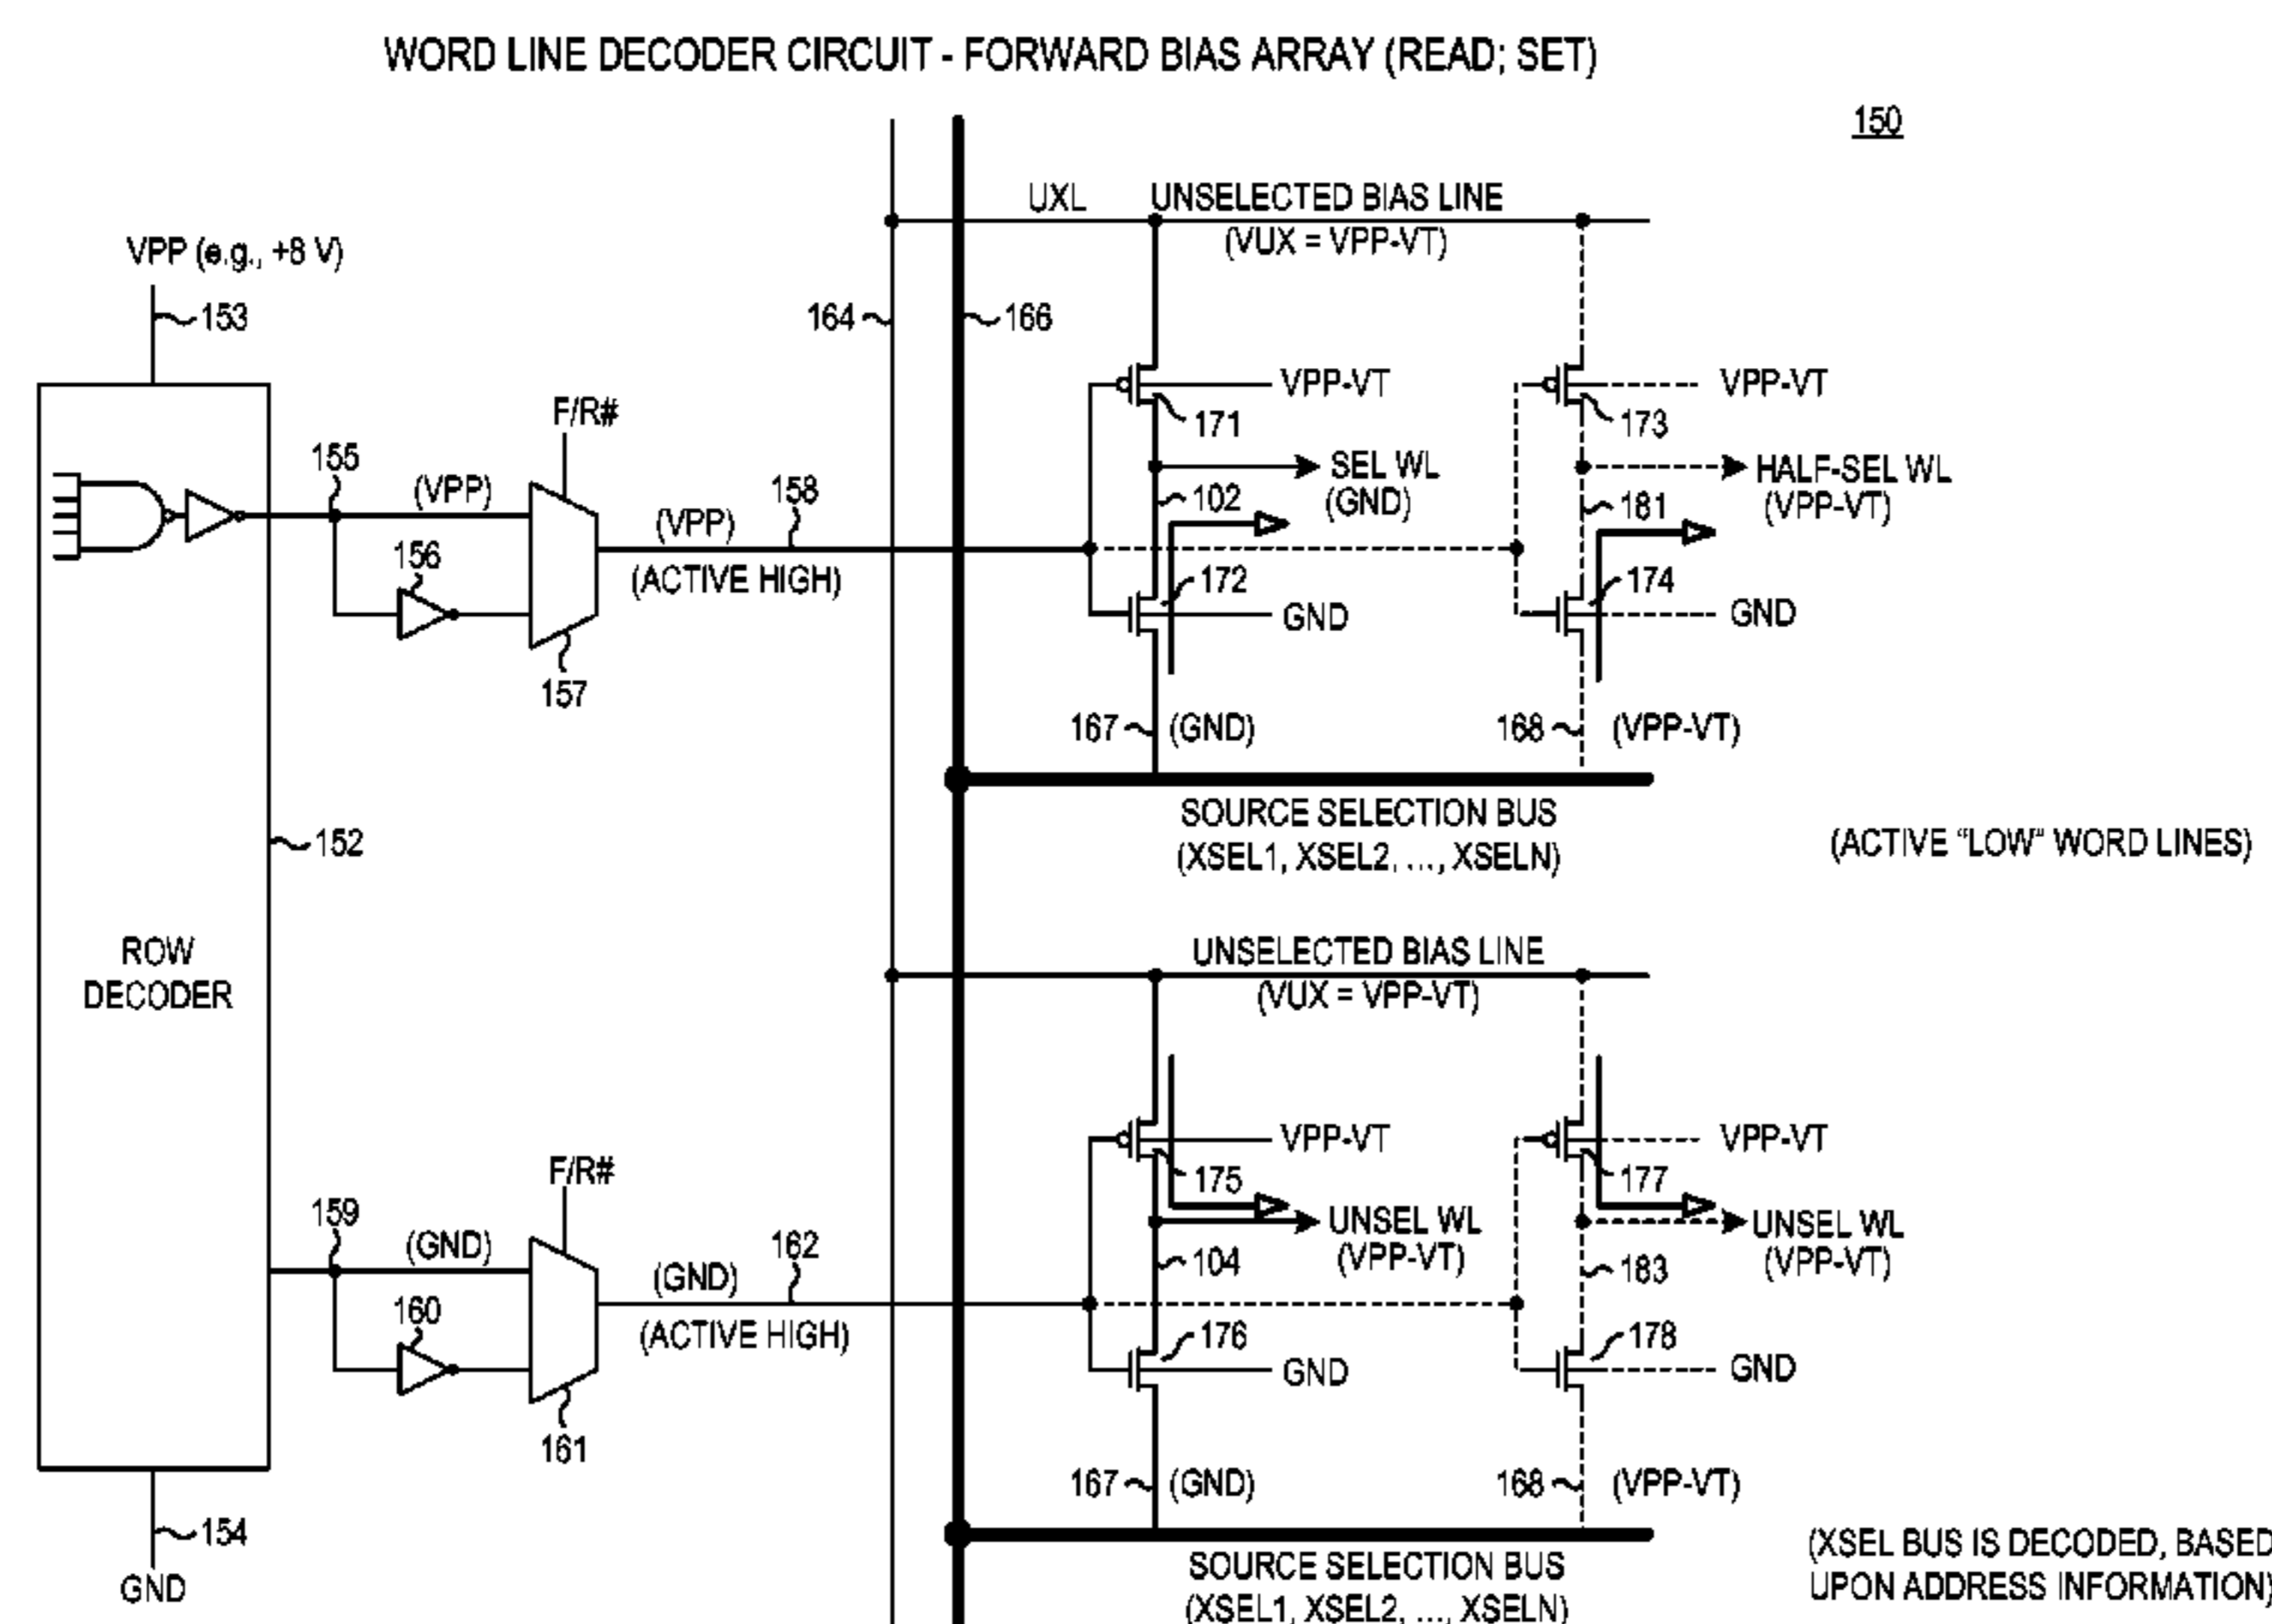 WORD LINE DECODER CIRCUIT - FORWARD BIAS ARRAY (READ; SET)
150
UXL UNSELECTED BIAS LINE
(VUX = VPP-VT)
VPP (e.g., +8 V)
153
164
166
F/R#
VPP-VT
171
VPP-VT
173
155
(VPP)
158
(VPP)
(ACTIVE HIGH)
156
157
SEL WL
(GND)
102
HALF-SEL WL
(VPP-VT)
181
172
GND
174
GND
167
(GND)
168
(VPP-VT)
SOURCE SELECTION BUS
(XSEL1, XSEL2, ..., XSELN)
(ACTIVE "LOW" WORD LINES)
152
ROW
DECODER
UNSELECTED BIAS LINE
(VUX = VPP-VT)
F/R#
VPP-VT
175
VPP-VT
177
159
(GND)
162
(GND)
(ACTIVE HIGH)
160
161
UNSEL WL
(VPP-VT)
104
UNSEL WL
(VPP-VT)
183
176
GND
178
GND
167
(GND)
168
(VPP-VT)
154
GND
SOURCE SELECTION BUS
(XSEL1, XSEL2, ..., XSELN)
(XSEL BUS IS DECODED, BASED
UPON ADDRESS INFORMATION)